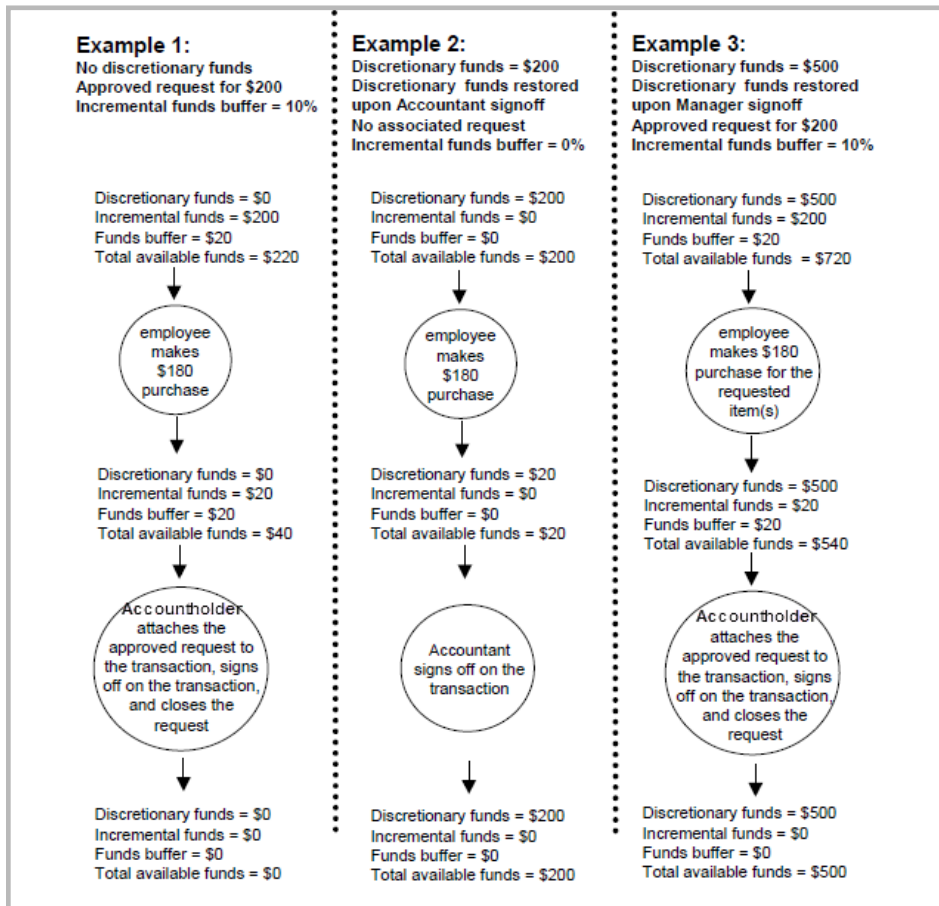 Example 1:
No discretionary funds
Approved request for $200
Incremental funds buffer = 10%
Discretionary funds = $0
Incremental funds = $200
Funds buffer = $20
Total available funds = $220
employee
makes
$180
purchase
Discretionary funds = $0
Incremental funds = $20
Funds buffer = $20
Total available funds = $40
Accountholder
attaches the
approved request to
the transaction, signs
off on the transaction,
and closes the
request
Discretionary funds = $0
Incremental funds = $0
Funds buffer = $0
Total available funds = $0
Example 2:
Discretionary funds = $200
Discretionary funds restored
upon Accountant signoff
No associated request
Incremental funds buffer = 0%
Discretionary funds = $200
Incremental funds = $0
Funds buffer = $0
Total available funds = $200
employee
makes
$180
purchase
Discretionary funds = $20
Incremental funds = $0
Funds buffer = $0
Total available funds = $20
Accountant
signs off on the
transaction
Discretionary funds = $200
Incremental funds = $0
Funds buffer = $0
Total available funds = $200
Example 3:
Discretionary funds = $500
Discretionary funds restored
upon Manager signoff
Approved request for $200
Incremental funds buffer = 10%
Discretionary funds = $500
Incremental funds = $200
Funds buffer = $20
Total available funds = $720
employee
makes $180
purchase for the
requested
item(s)
Discretionary funds = $500
Incremental funds = $20
Funds buffer = $20
Total available funds = $540
Accountholder
attaches the
approved request to
the transaction, signs
off on the transaction,
and closes the
request
Discretionary funds = $500
Incremental funds = $0
Funds buffer = $0
Total available funds = $500